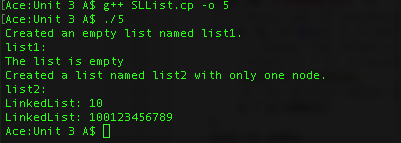 [Ace:Unit 3 A$ g++ SLList.cp -o 5
[Ace:Unit 3 A$ ./5
Created an empty list named list1.
list1:
The list is empty
Created a list named list2 with only one node.
list2:
LinkedList: 10
LinkedList: 100123456789
Ace:Unit 3 A$